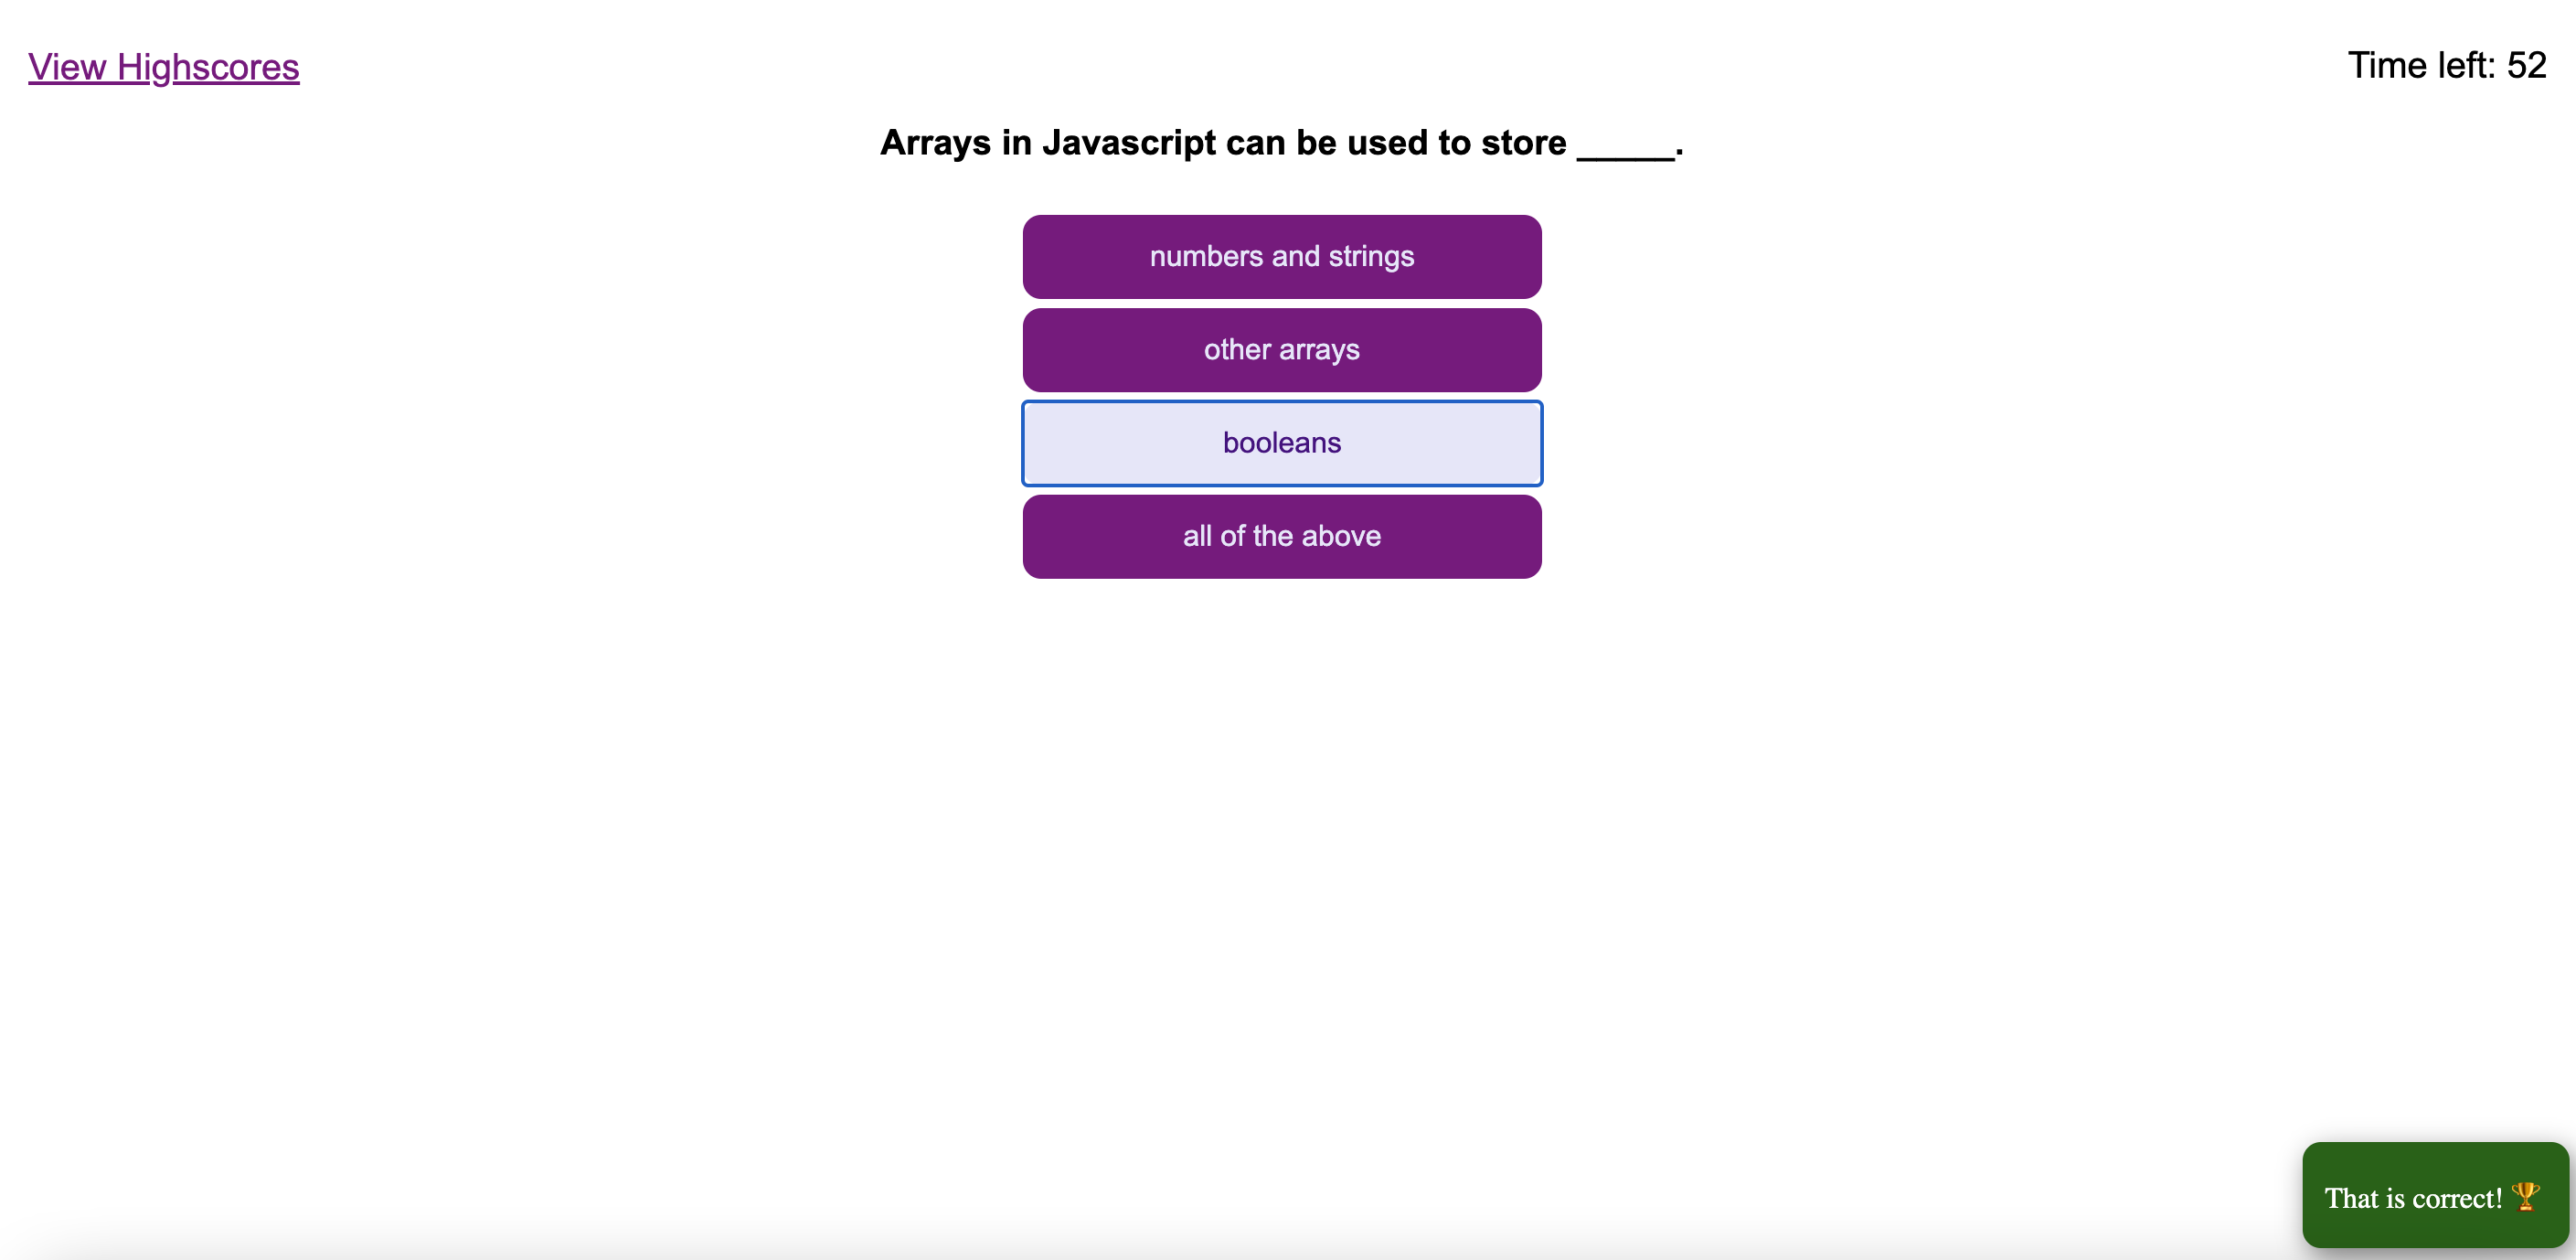 View Highscores
Time left: 52
Arrays in Javascript can be used to store _____.
numbers and strings
other arrays
booleans
all of the above
That is correct! 🏆